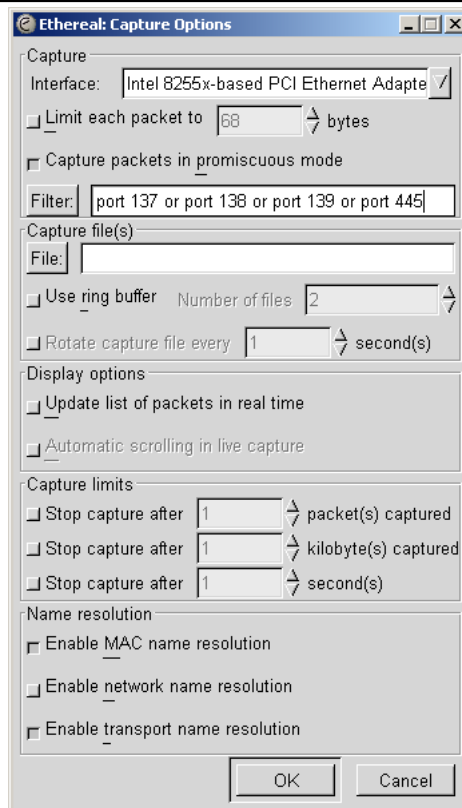 Ethereal: Capture Options
Capture
Interface: Intel 8255x-based PCI Ethernet Adapte
Limit each packet to 68 bytes
Capture packets in promiscuous mode
Filter: port 137 or port 138 or port 139 or port 445
Capture file(s)
File:
Use ring buffer Number of files 2
Rotate capture file every 1 second(s)
Display options
Update list of packets in real time
Automatic scrolling in live capture
Capture limits
Stop capture after 1 packet(s) captured
Stop capture after 1 kilobyte(s) captured
Stop capture after 1 second(s)
Name resolution
Enable MAC name resolution
Enable network name resolution
Enable transport name resolution
OK Cancel